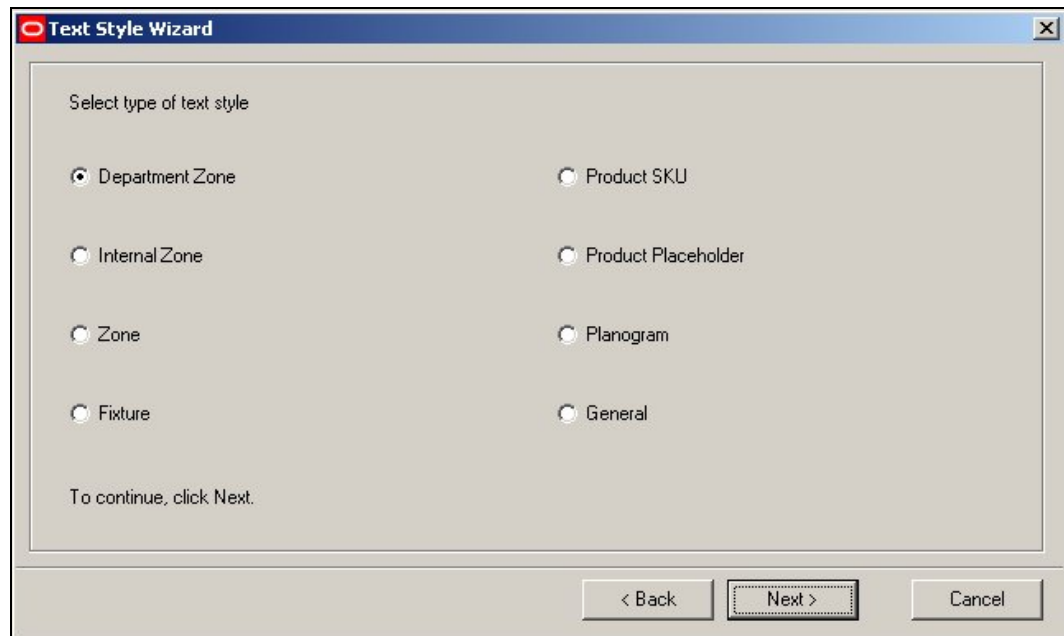 Text Style Wizard
Select type of text style
Department Zone
Product SKU
Internal Zone
Product Placeholder
Zone
Planogram
Fixture
General
To continue, click Next.
< Back
Next >
Cancel